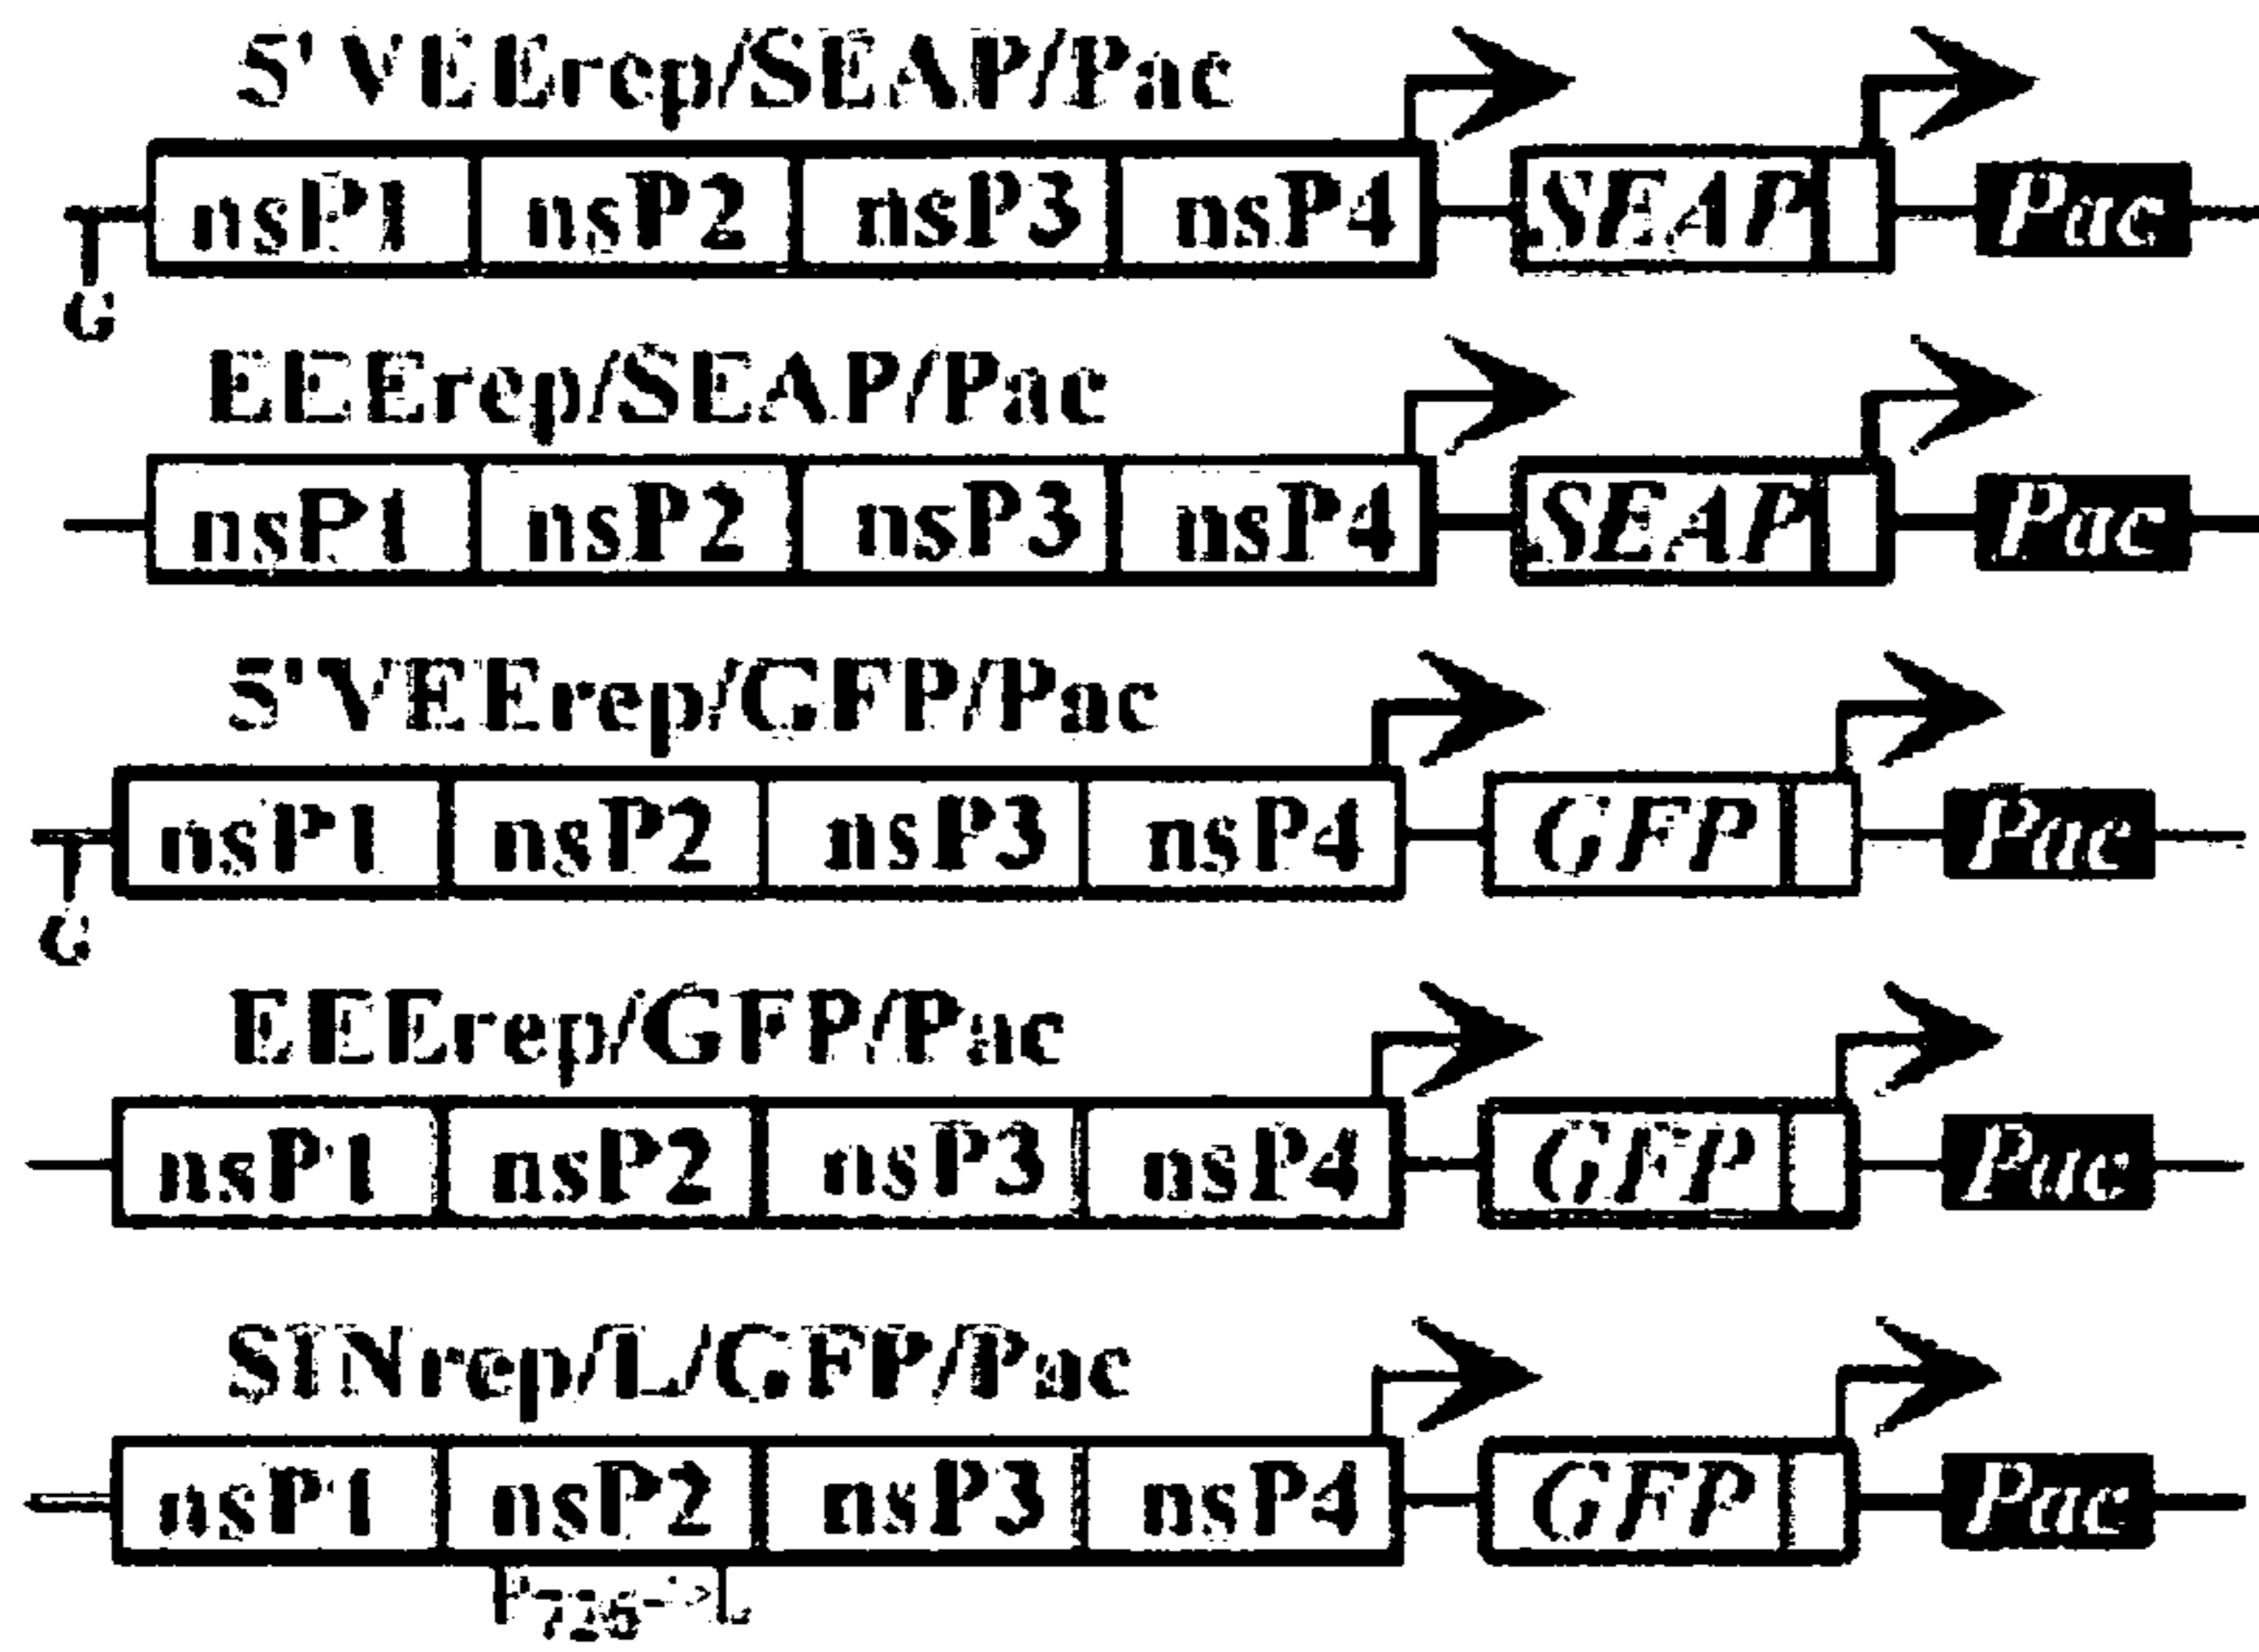 5'VEErep/SEAP/Pac
nsP1 nsP2 nsP3 nsP4 SEAP Pac
G
EEErep/SEAP/Pac
nsP1 nsP2 nsP3 nsP4 SEAP Pac
5'VEErep/GFP/Pac
nsP1 nsP2 nsP3 nsP4 GFP Pac
G
EEErep/GFP/Pac
nsP1 nsP2 nsP3 nsP4 GFP Pac
SINrep/L/GFP/Pac
nsP1 nsP2 nsP3 nsP4 GFP Pac
P726->L